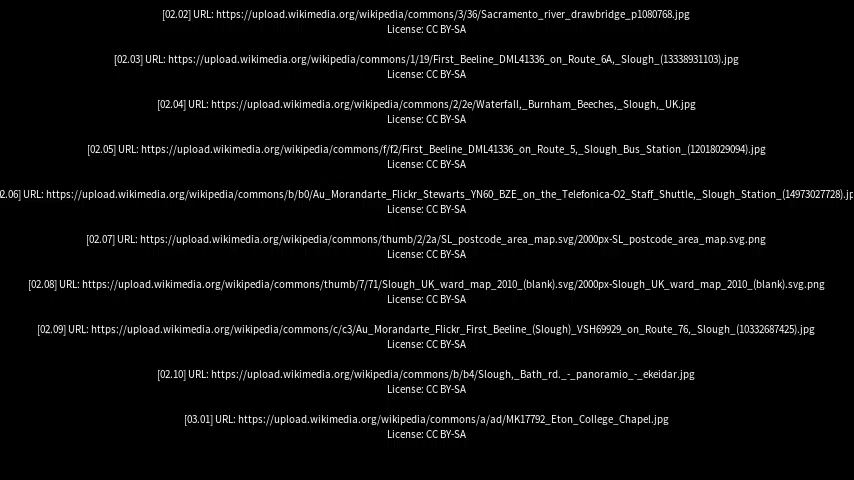 [02.02] URL: https://upload.wikimedia.org/wikipedia/commons/3/36/Sacramento_river_drawbridge_p1080768.jpg
License: CC BY-SA
[02.03] URL: https://upload.wikimedia.org/wikipedia/commons/1/19/First_Beeline_DML41336_on_Route_6A,_Slough_(13338931103).jpg
License: CC BY-SA
[02.04] URL: https://upload.wikimedia.org/wikipedia/commons/2/2e/Waterfall,_Burnham_Beeches,_Slough,_UK.jpg
License: CC BY-SA
[02.05] URL: https://upload.wikimedia.org/wikipedia/commons/f/f2/First_Beeline_DML41336_on_Route_5,_Slough_Bus_Station_(12018029094).jpg
License: CC BY-SA
2.06] URL: https://upload.wikimedia.org/wikipedia/commons/b/b0/Au_Morandarte_Flickr_Stewarts_YN60_BZE_on_the_Telefonica-O2_Staff_Shuttle,_Slough_Station_(14973027728).jp
License: CC BY-SA
[02.07] URL: https://upload.wikimedia.org/wikipedia/commons/thumb/2/2a/SL_postcode_area_map.svg/2000px-SL_postcode_area_map.svg.png
License: CC BY-SA
[02.08] URL: https://upload.wikimedia.org/wikipedia/commons/thumb/7/71/Slough_UK_ward_map_2010_(blank).svg/2000px-Slough_UK_ward_map_2010_(blank).svg.png
License: CC BY-SA
[02.09] URL: https://upload.wikimedia.org/wikipedia/commons/c/c3/Au_Morandarte_Flickr_First_Beeline_(Slough)_VSH69929_on_Route_76,_Slough_(10332687425).jpg
License: CC BY-SA
[02.10] URL: https://upload.wikimedia.org/wikipedia/commons/b/b4/Slough,_Bath_rd._-_panoramio_-_ekeidar.jpg
License: CC BY-SA
[03.01] URL: https://upload.wikimedia.org/wikipedia/commons/a/ad/MK17792_Eton_College_Chapel.jpg
License: CC BY-SA